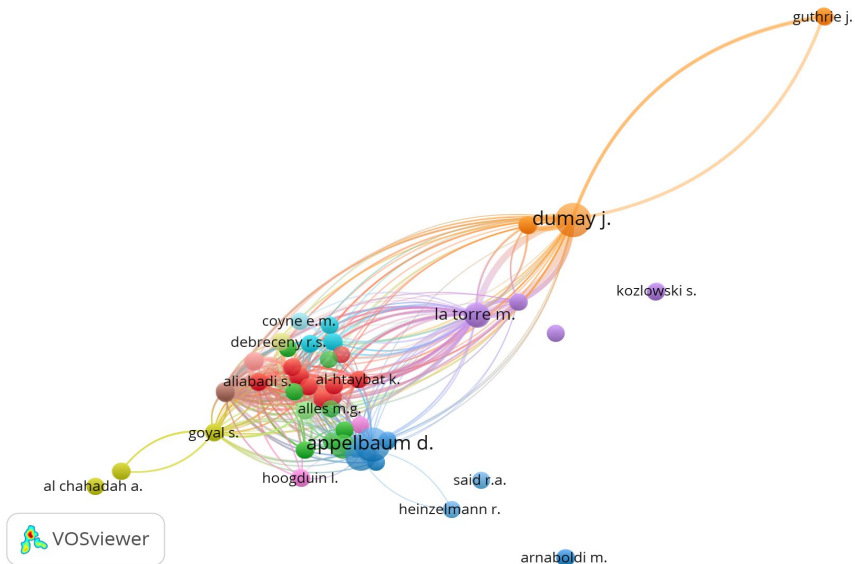 guthrie j.
dumay j.
kozlowski s.
la torre m.
coyne e.m.
debreceny r.s.
aliabadi s.
al-htaybat k.
alles m.g.
goyal s.
appelbaum d.
hoogduin l.
said r.a.
al chahadah a.
heinzelmann r.
VOSviewer
arnaboldi m.